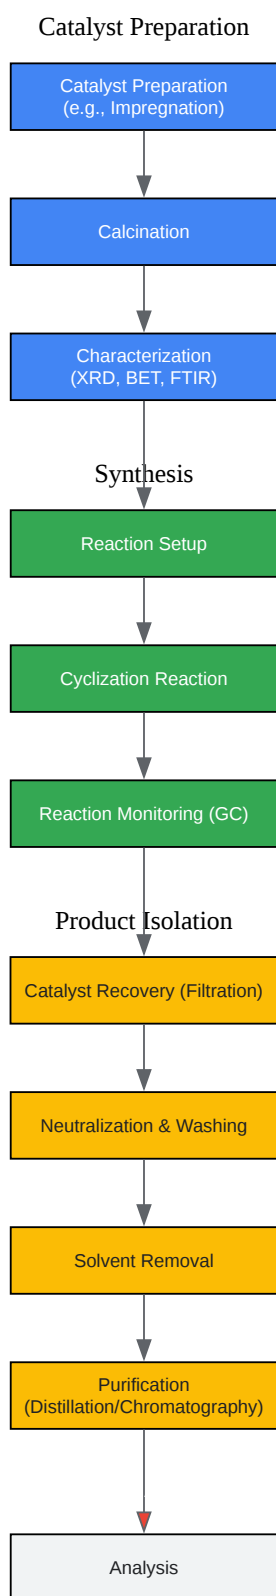 Catalyst Preparation
Catalyst Preparation
(e.g., Impregnation)
Calcination
Characterization
(XRD, BET, FTIR)
Synthesis
Reaction Setup
Cyclization Reaction
Reaction Monitoring (GC)
Product Isolation
Catalyst Recovery (Filtration)
Neutralization & Washing
Solvent Removal
Purification
(Distillation/Chromatography)
Analysis